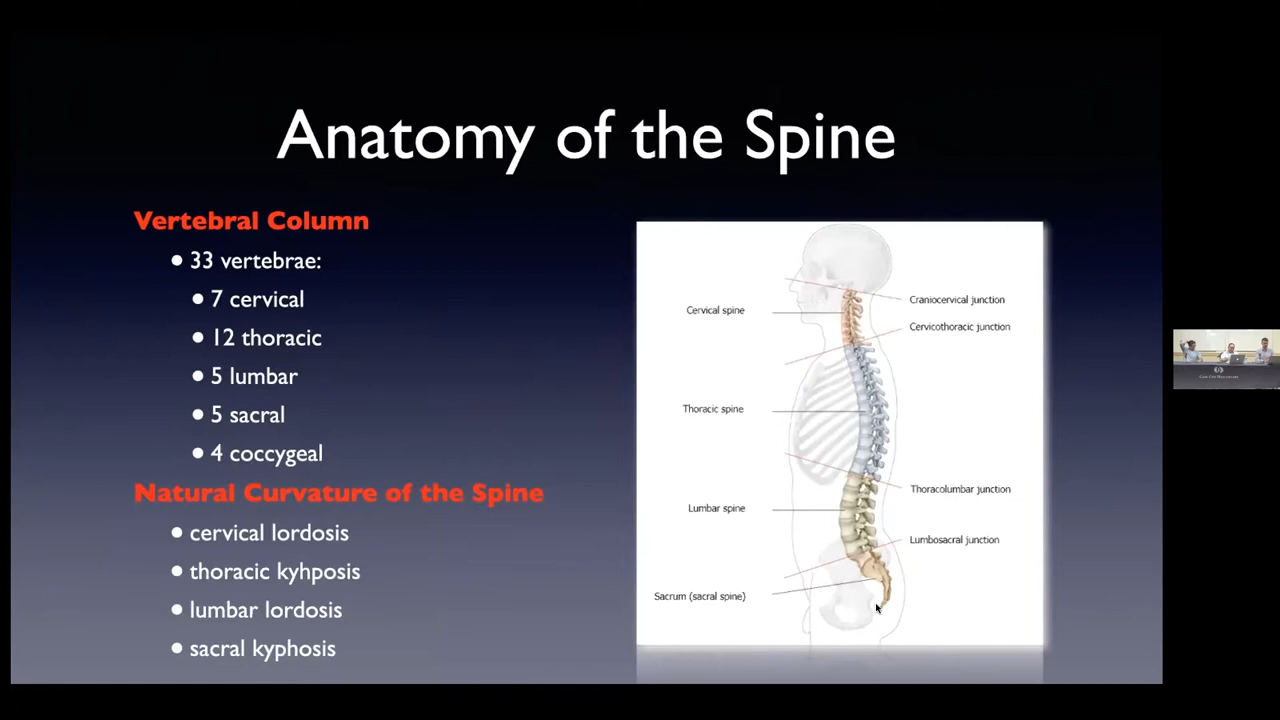 Anatomy of the Spine
Vertebral Column
• 33 vertebrae:
• 7 cervical
• 12 thoracic
• 5 lumbar
• 5 sacral
• 4 coccygeal
Natural Curvature of the Spine
• cervical lordosis
• thoracic kyhposis
• lumbar lordosis
• sacral kyphosis
Craniocervical junction
Cervical spine
Cervicothoracic junction
Thoracic spine
Thoracolumbar junction
Lumbar spine
Lumbosacral junction
Sacrum (sacral spine)